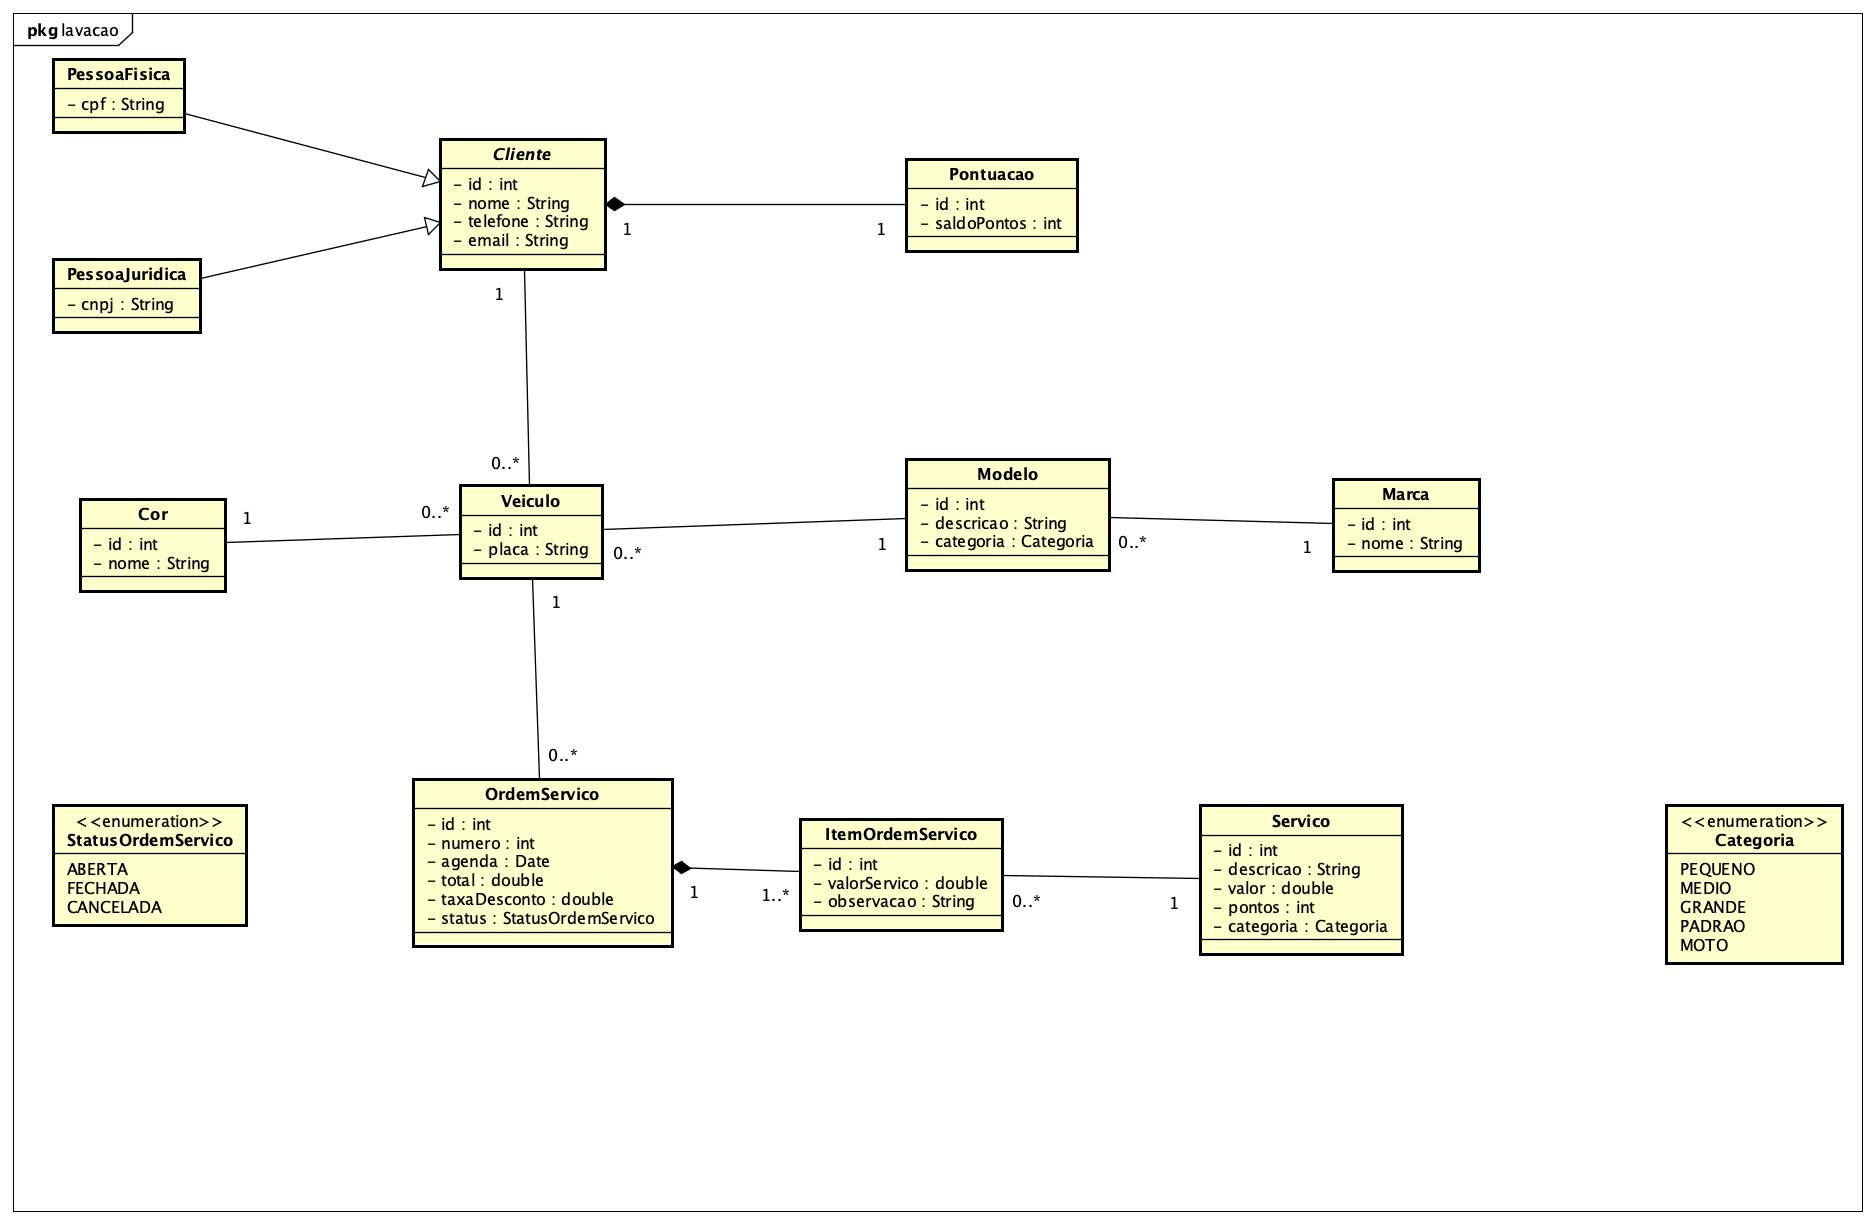 pkg lavacao
PessoaFisica
- cpf : String
PessoaJuridica
- cnpj : String
Cliente
- id : int
- nome : String
- telefone : String
- email : String
1
1
Pontuacao
- id : int
- saldoPontos : int
1
0..*
Cor
- id : int
- nome : String
1
0..*
Veiculo
- id : int
- placa : String
0..*
1
Modelo
- id : int
- descricao : String
- categoria : Categoria
0..*
1
Marca
- id : int
- nome : String
1
0..*
<<enumeration>>
StatusOrdemServico
ABERTA
FECHADA
CANCELADA
OrdemServico
- id : int
- numero : int
- agenda : Date
- total : double
- taxaDesconto : double
- status : StatusOrdemServico
1
1..*
ItemOrdemServico
- id : int
- valorServico : double
- observacao : String
0..*
1
Servico
- id : int
- descricao : String
- valor : double
- pontos : int
- categoria : Categoria
<<enumeration>>
Categoria
PEQUENO
MEDIO
GRANDE
PADRAO
MOTO